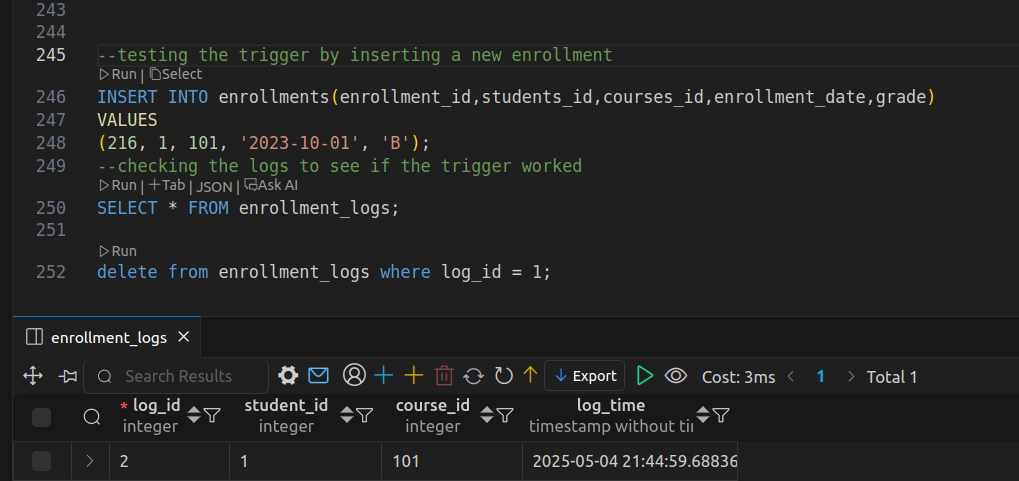 243
244
245 --testing the trigger by inserting a new enrollment
Run | Select
246 INSERT INTO enrollments(enrollment_id,students_id,courses_id,enrollment_date,grade)
247 VALUES
248 (216, 1, 101, '2023-10-01', 'B');
249 --checking the logs to see if the trigger worked
Run | +Tab | JSON | Ask AI
250 SELECT * FROM enrollment_logs;
251
Run
252 delete from enrollment_logs where log_id = 1;
enrollment_logs ×
Search Results Export Cost: 3ms < 1 > Total 1
* log_id student_id course_id log_time
integer integer integer timestamp without ti
> 2 1 101 2025-05-04 21:44:59.68836